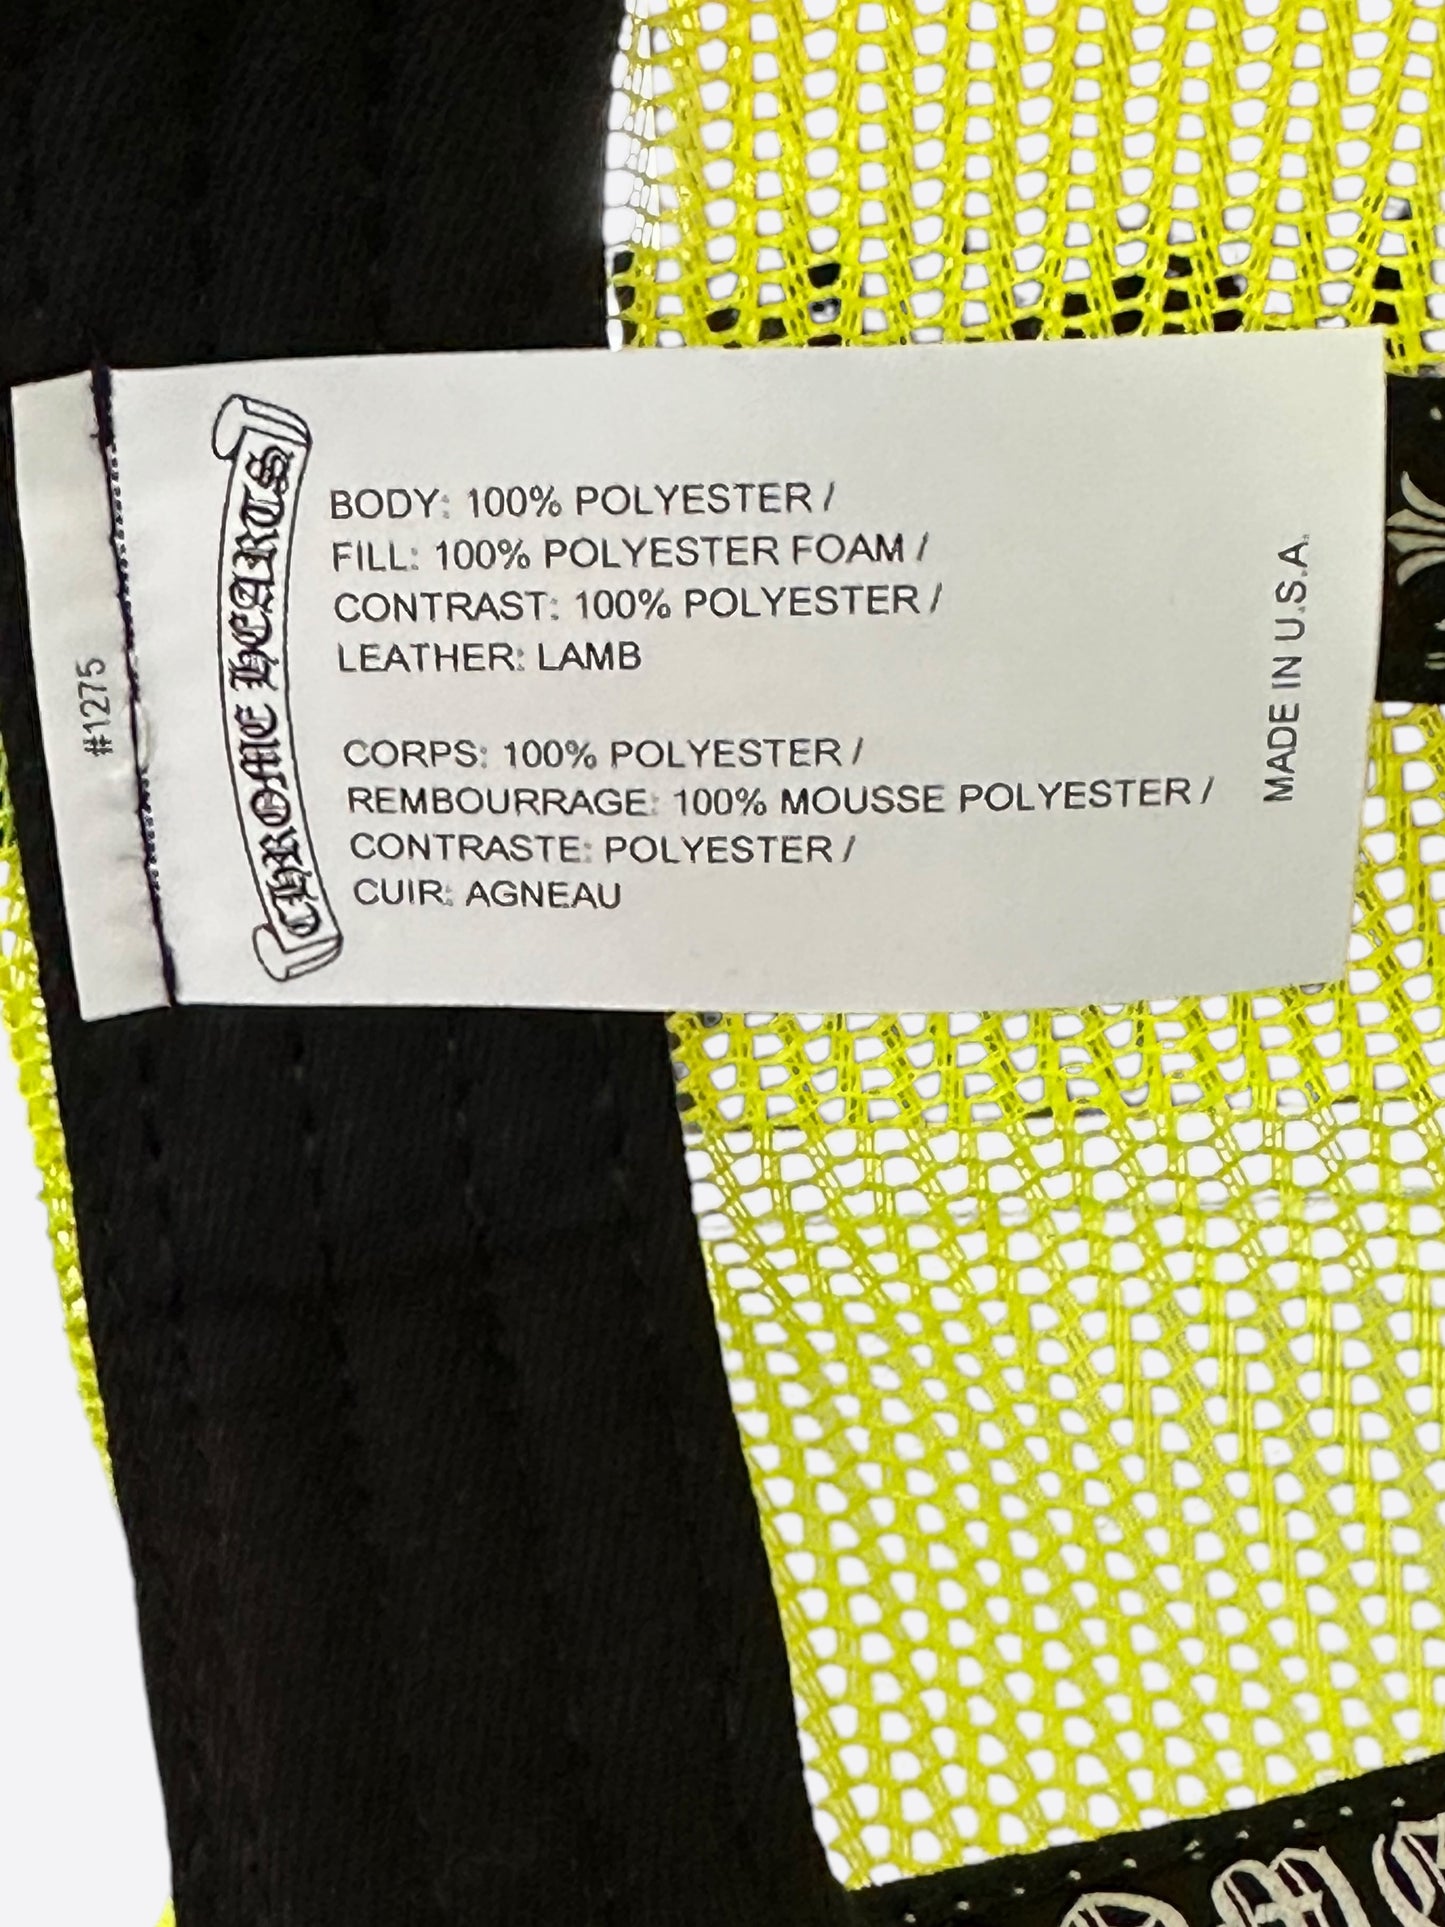 #1275
CHROME HEARTS
BODY: 100% POLYESTER /
FILL: 100% POLYESTER FOAM /
CONTRAST: 100% POLYESTER /
LEATHER: LAMB
CORPS: 100% POLYESTER /
REMBOURRAGE: 100% MOUSSE POLYESTER /
CONTRASTE: POLYESTER /
CUIR: AGNEAU
MADE IN U.S.A.